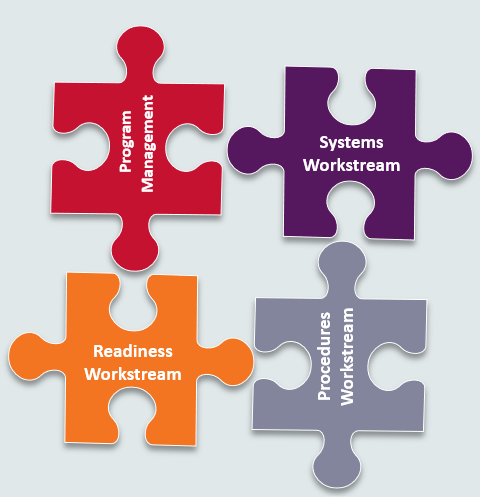 Program
Management
Systems
Workstream
Readiness
Workstream
Procedures
Workstream